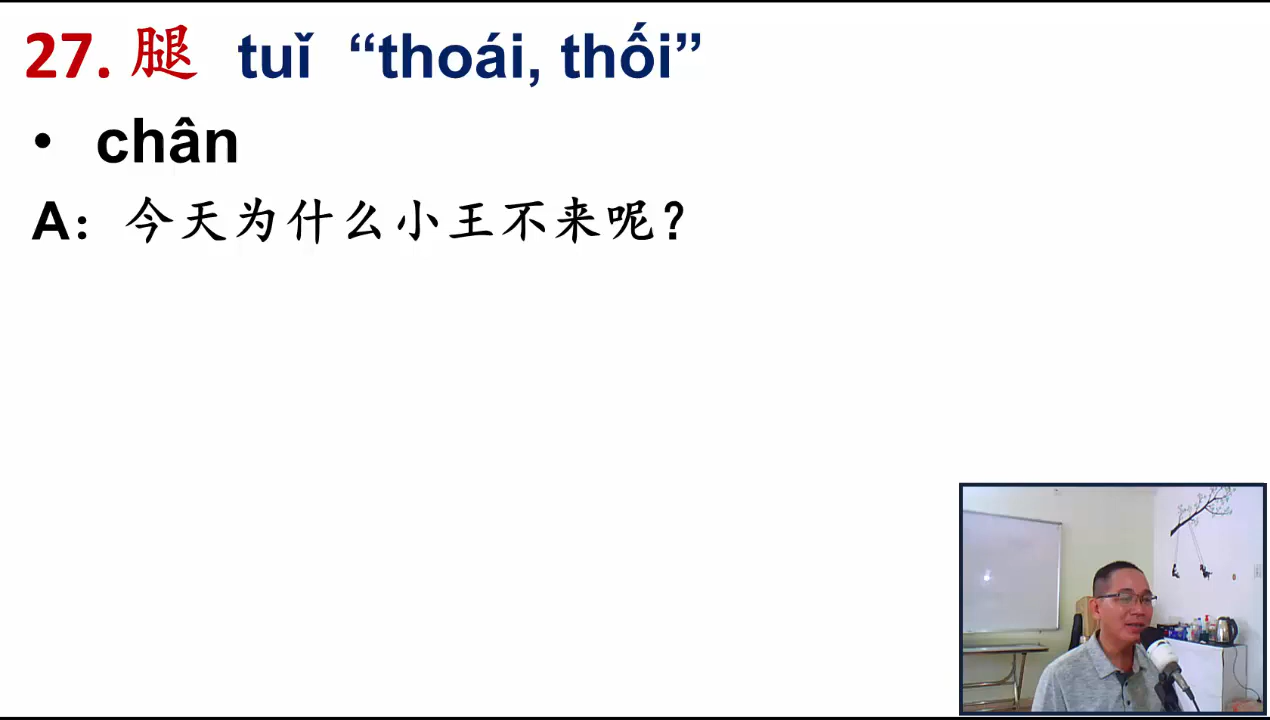 27. 腿 tuǐ “thoái, thối”
• chân
A：今天为什么小王不来呢？